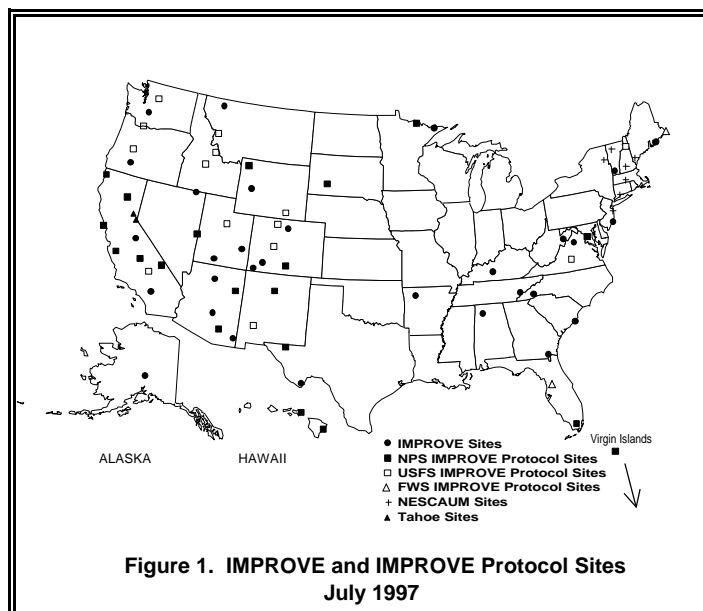 Virgin Islands
ALASKA
HAWAII
IMPROVE Sites
NPS IMPROVE Protocol Sites
USFS IMPROVE Protocol Sites
FWS IMPROVE Protocol Sites
NESCAUM Sites
Tahoe Sites
Figure 1. IMPROVE and IMPROVE Protocol Sites
July 1997